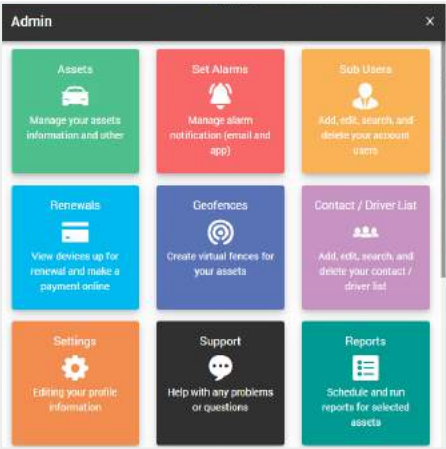 Admin
x
Assets
Manage your assets
information and other
Set Alarms
Manage alarm
notification (email and
app)
Sub Users
Add, edit, search, and
delete your account
users
Renewals
View devices up for
renewal and make a
payment online
Geofences
Create virtual fences for
your assets
Contact / Driver List
Add, edit, search, and
delete your contact /
driver list
Settings
Editing your profile
information
Support
Help with any problems
or questions
Reports
Schedule and run
reports for selected
assets